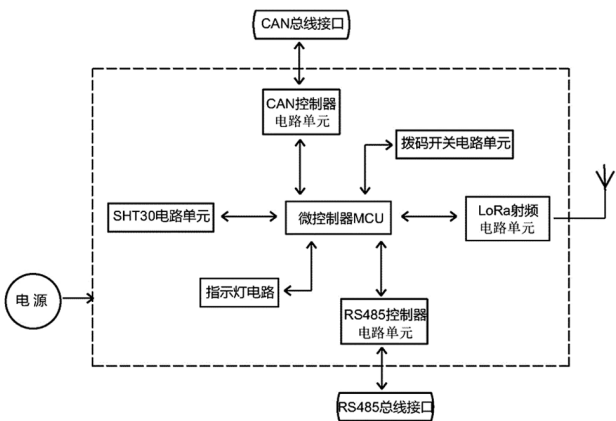 CAN总线接口
CAN控制器
电路单元
拨码开关电路单元
SHT30电路单元
微控制器MCU
LoRa射频
电路单元
指示灯电路
电源
RS485控制器
电路单元
RS485总线接口